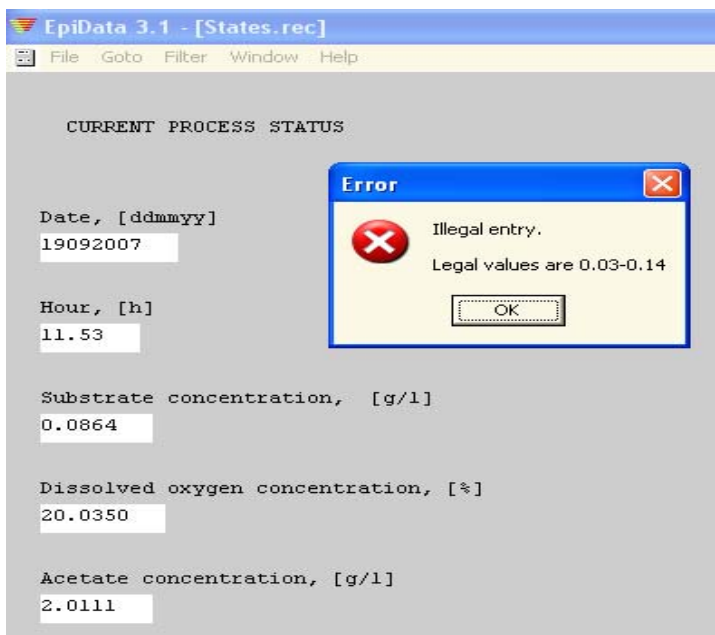 EpiData 3.1 - [States.rec]
File Goto Filter Window Help
CURRENT PROCESS STATUS
Error
Illegal entry.
Legal values are 0.03-0.14
OK
Date, [ddmmyy]
19092007
Hour, [h]
11.53
Substrate concentration, [g/l]
0.0864
Dissolved oxygen concentration, [%]
20.0350
Acetate concentration, [g/l]
2.0111